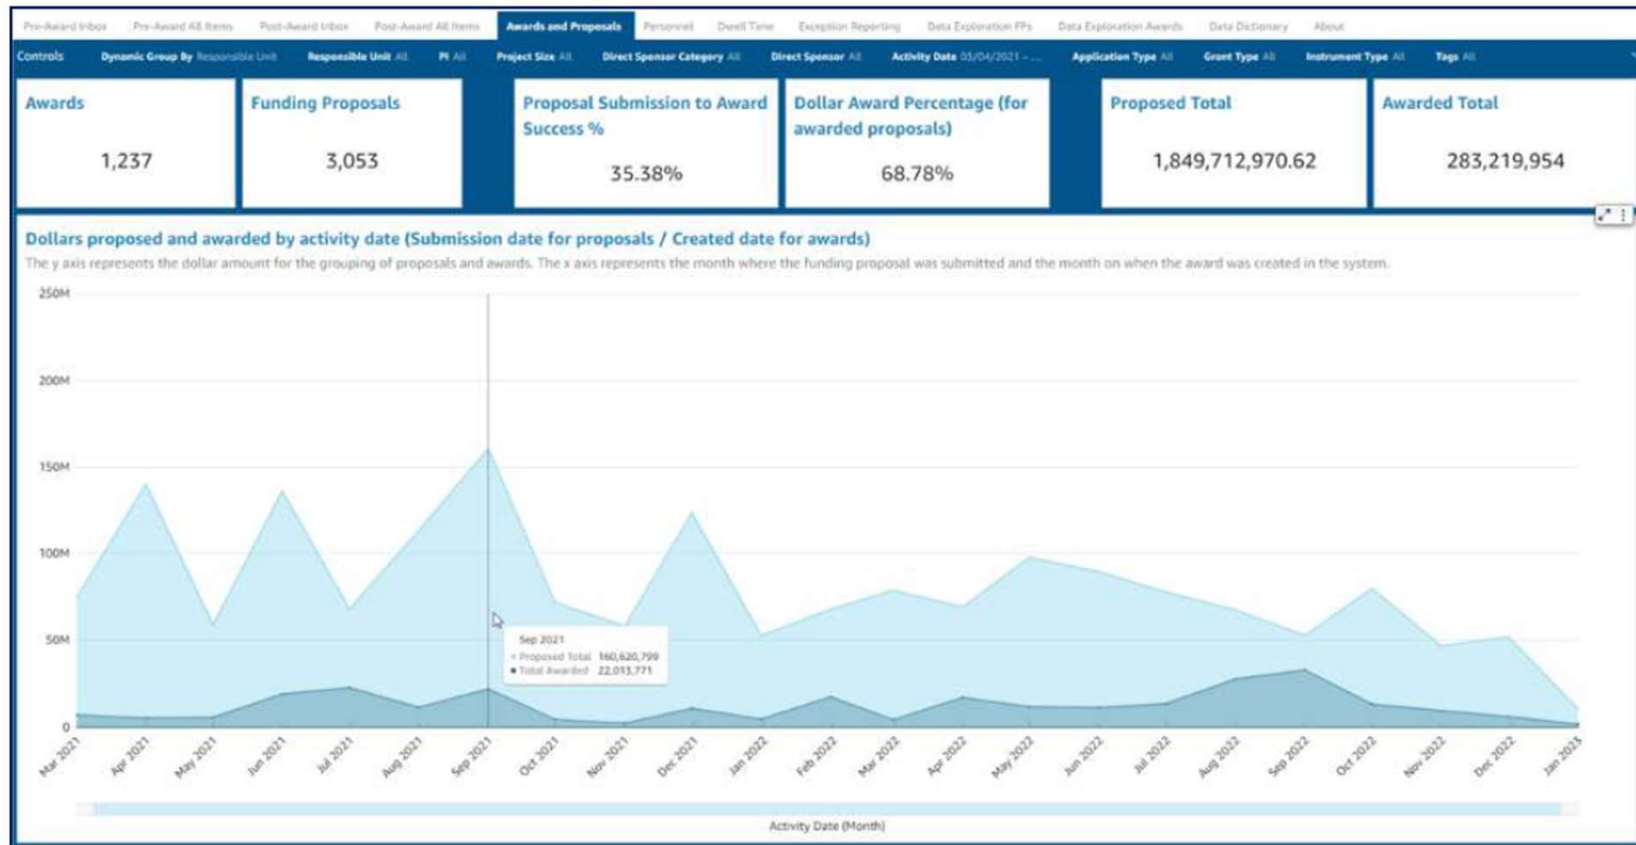 Pre-Award Inbox Pre-Award All Items Post-Award Inbox Post-Award All Items Awards and Proposals Personnel Dwell Time Exception Reporting Data Exploration FPs Data Exploration Awards Data Dictionary About
Controls Dynamic Group By Responsible Unit Responsible Unit All PI All Project Size All Direct Sponsor Category All Direct Sponsor All Activity Date 03/04/2021 – ... Application Type All Grant Type All Instrument Type All Tags All
Awards
1,237
Funding Proposals
3,053
Proposal Submission to Award
Success %
35.38%
Dollar Award Percentage (for
awarded proposals)
68.78%
Proposed Total
1,849,712,970.62
Awarded Total
283,219,954
Dollars proposed and awarded by activity date (Submission date for proposals / Created date for awards)
The y axis represents the dollar amount for the grouping of proposals and awards. The x axis represents the month where the funding proposal was submitted and the month on when the award was created in the system.
250M
200M
150M
100M
50M
0
Sep 2021
Proposed Total 160,620,799
Total Awarded 22,013,771
Mar 2021 Apr 2021 May 2021 Jun 2021 Jul 2021 Aug 2021 Sep 2021 Oct 2021 Nov 2021 Dec 2021 Jan 2022 Feb 2022 Mar 2022 Apr 2022 May 2022 Jun 2022 Jul 2022 Aug 2022 Sep 2022 Oct 2022 Nov 2022 Dec 2022 Jan 2023
Activity Date (Month)